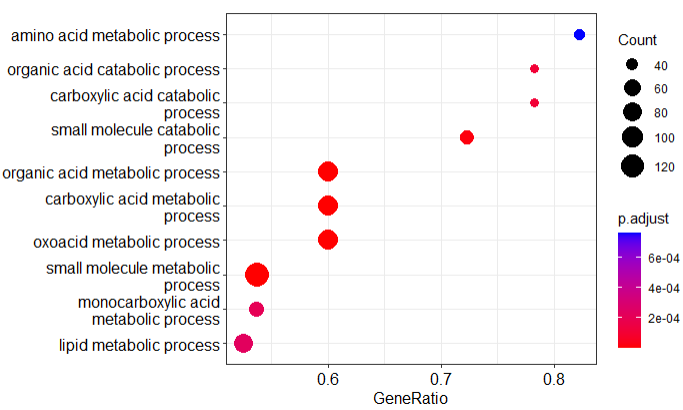 amino acid metabolic process
organic acid catabolic process
carboxylic acid catabolic
process
small molecule catabolic
process
organic acid metabolic process
carboxylic acid metabolic
process
oxoacid metabolic process
small molecule metabolic
process
monocarboxylic acid
metabolic process
lipid metabolic process
0.6
0.7
0.8
GeneRatio
Count
40
60
80
100
120
p.adjust
6e-04
4e-04
2e-04